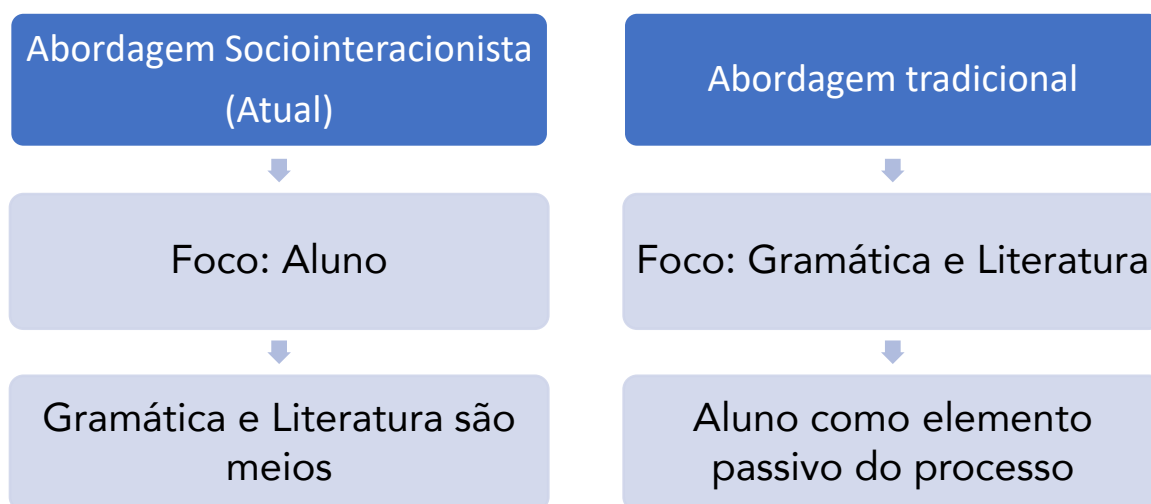 Abordagem Sociointeracionista
(Atual)
Foco: Aluno
Gramática e Literatura são
meios
Abordagem tradicional
Foco: Gramática e Literatura
Aluno como elemento
passivo do processo